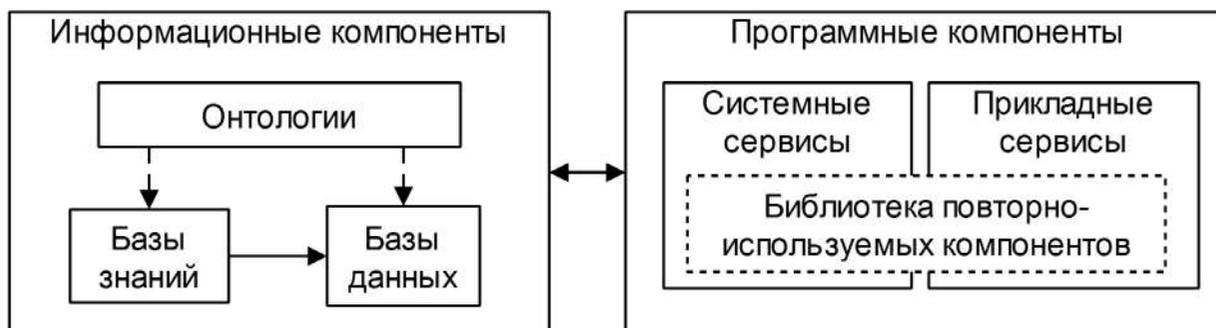 Информационные компоненты
Онтологии
Базы
знаний
Базы
данных
Программные компоненты
Системные
сервисы
Прикладные
сервисы
Библиотека повторно-
используемых компонентов